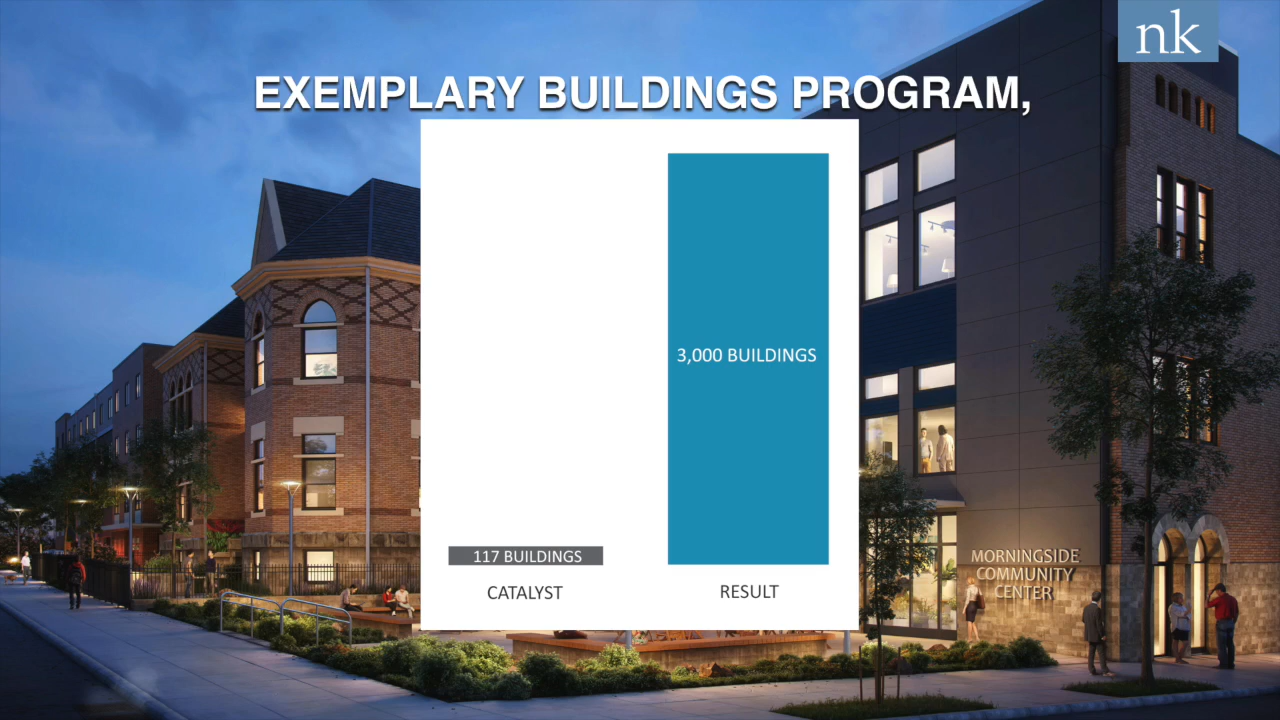 nk
EXEMPLARY BUILDINGS PROGRAM,
3,000 BUILDINGS
117 BUILDINGS
CATALYST
RESULT
MORNINGSIDE
COMMUNITY
CENTER